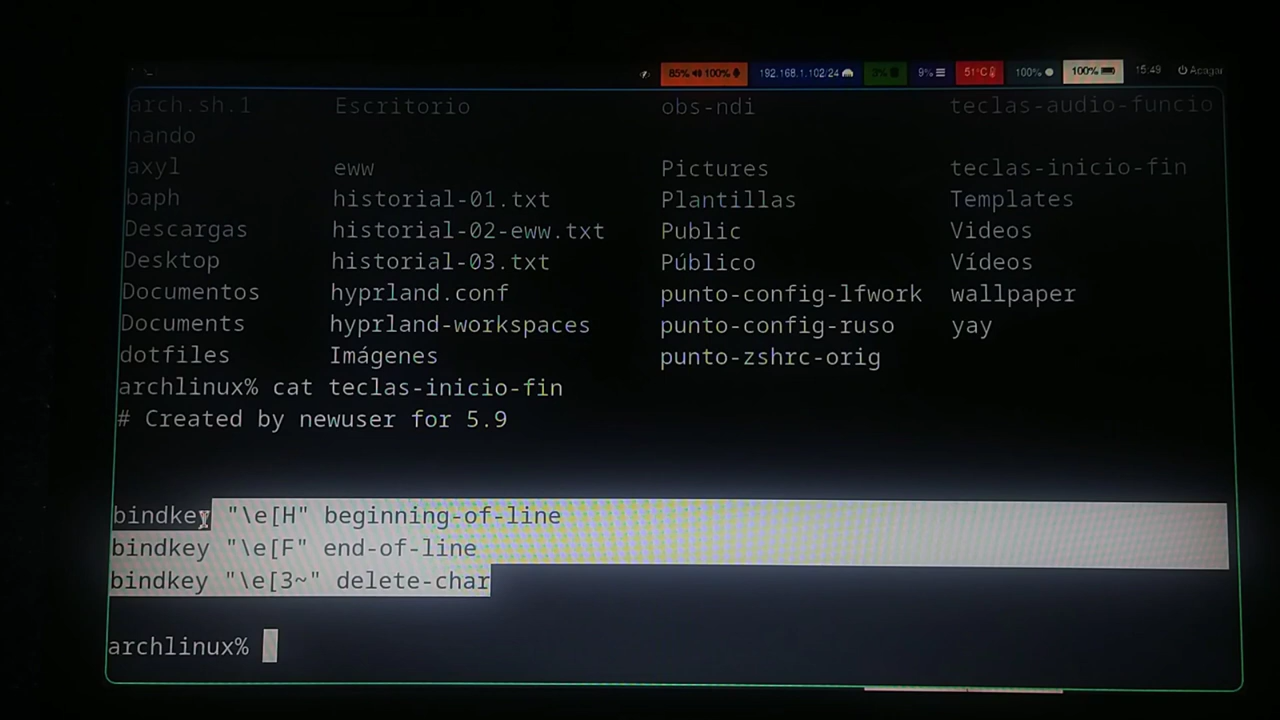 85% 100% 192.168.1.102/24 3% 9% 51°C 100% 100% 15:49 Apagar
arch.sh.1 Escritorio obs-ndi teclas-audio-funcio
nando
axyl eww Pictures teclas-inicio-fin
baph historial-01.txt Plantillas Templates
Descargas historial-02-eww.txt Public Videos
Desktop historial-03.txt Público Vídeos
Documentos hyprland.conf punto-config-lfwork wallpaper
Documents hyprland-workspaces punto-config-ruso yay
dotfiles Imágenes punto-zshrc-orig
archlinux% cat teclas-inicio-fin
# Created by newuser for 5.9
bindkey "\e[H" beginning-of-line
bindkey "\e[F" end-of-line
bindkey "\e[3~" delete-char
archlinux%